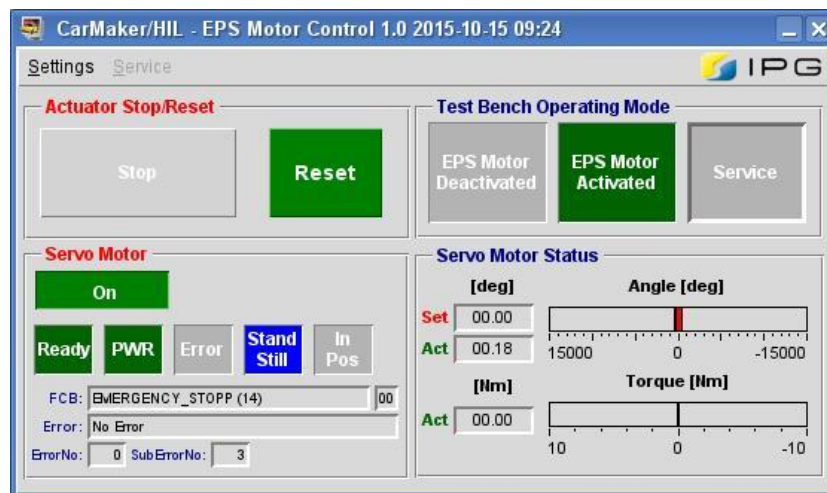 CarMaker/HIL - EPS Motor Control 1.0 2015-10-15 09:24
Settings Service
IPG
Actuator Stop/Reset
Stop
Reset
Test Bench Operating Mode
EPS Motor
Deactivated
EPS Motor
Activated
Service
Servo Motor
On
Ready
PWR
Error
Stand
Still
In
Pos
FCB: EMERGENCY_STOPP (14) 00
Error: No Error
ErrorNo: 0 SubErrorNo: 3
Servo Motor Status
[deg] Angle [deg]
Set 00.00
Act 00.18
15000 0 -15000
[Nm] Torque [Nm]
Act 00.00
10 0 -10